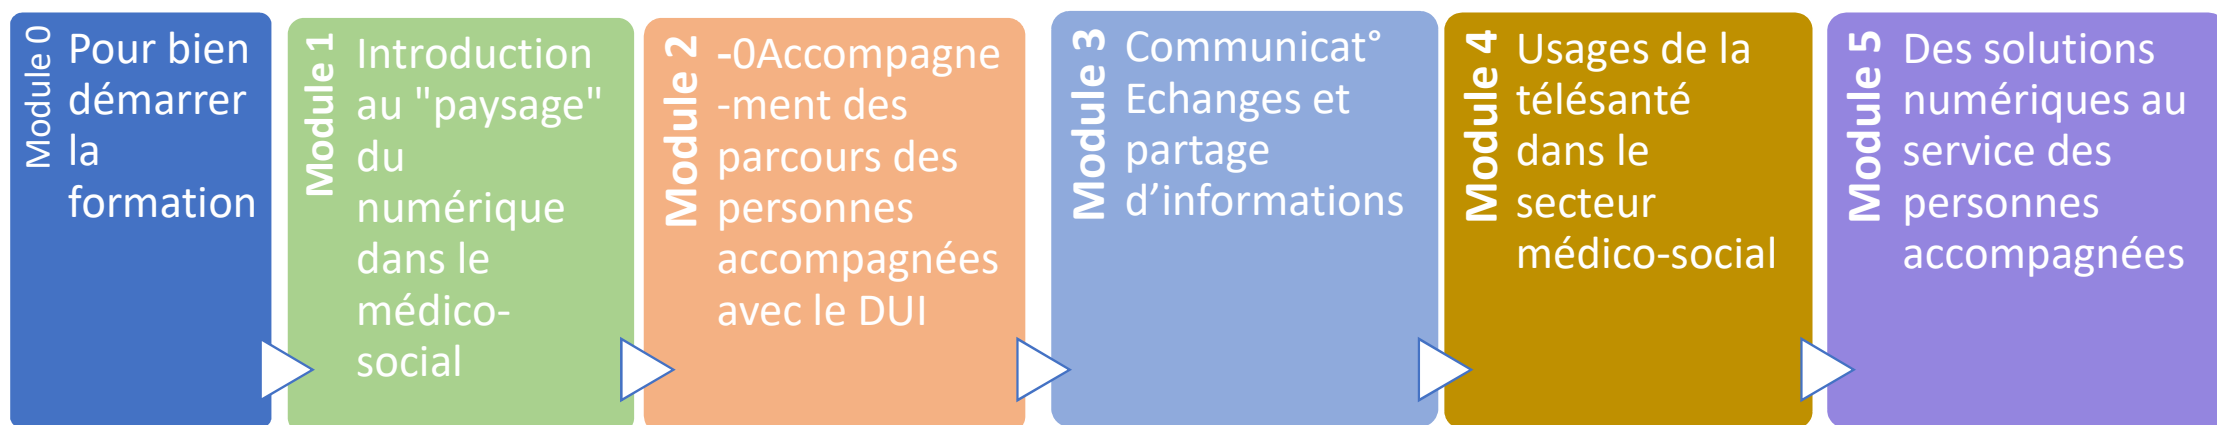 Module 0
Pour bien
démarrer
la
formation
Module 1
Introduction
au "paysage"
du
numérique
dans le
médico-
social
Module 2
-0Accompagne
-ment des
parcours des
personnes
accompagnées
avec le DUI
Module 3
Communicat°
Echanges et
partage
d’informations
Module 4
Usages de la
télésanté
dans le
secteur
médico-social
Module 5
Des solutions
numériques au
service des
personnes
accompagnées